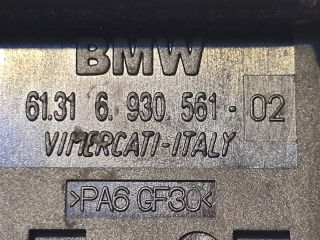 BMW
61.31 6 930 561-02
VIMERCATI-ITALY
>PA6 GF30<